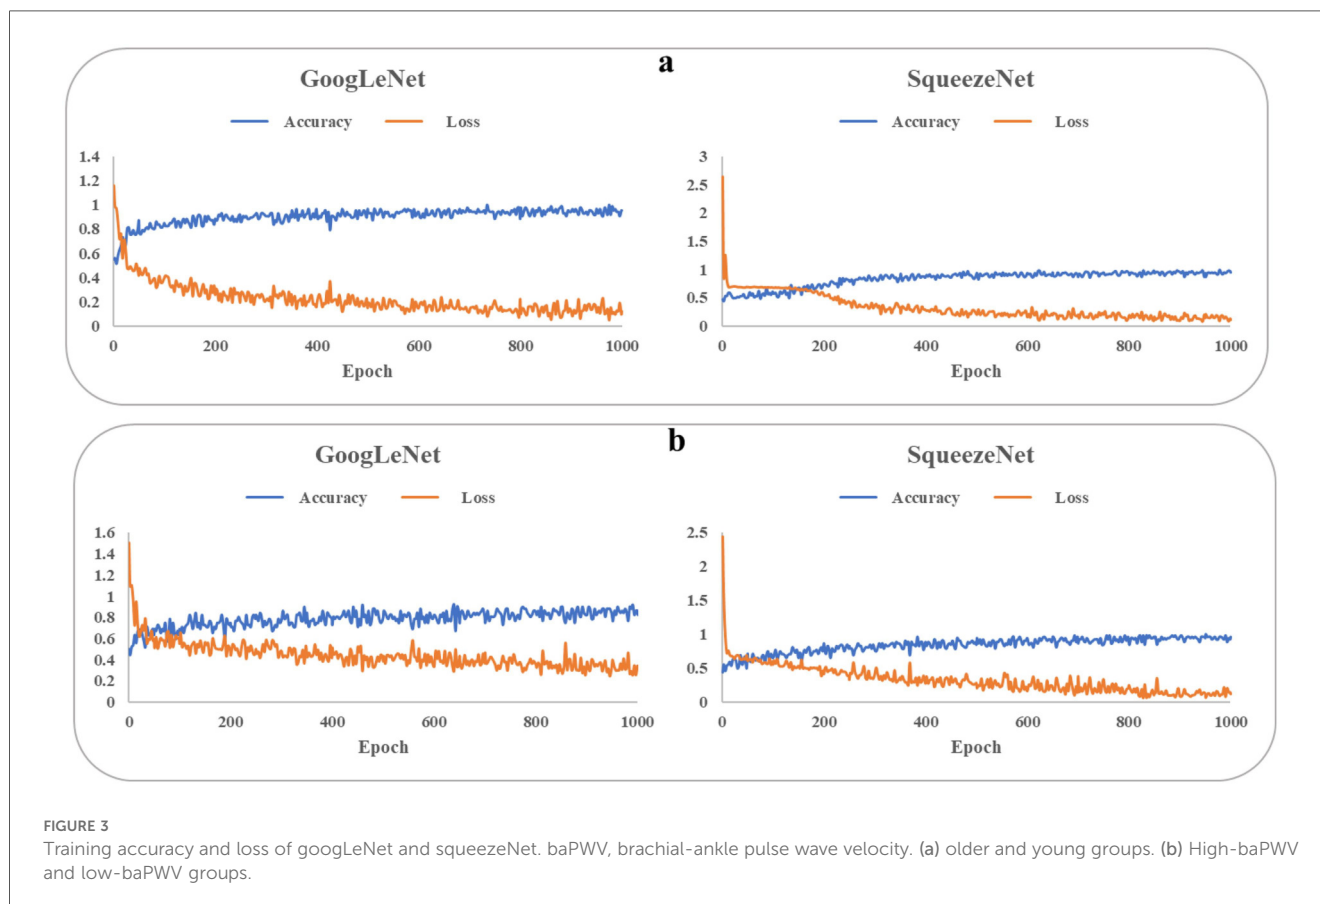 a
GoogLeNet
Accuracy Loss
1.4
1.2
1
0.8
0.6
0.4
0.2
0
0 200 400 600 800 1000
Epoch
SqueezeNet
Accuracy Loss
3
2.5
2
1.5
1
0.5
0
0 200 400 600 800 1000
Epoch
b
GoogLeNet
Accuracy Loss
1.6
1.4
1.2
1
0.8
0.6
0.4
0.2
0
0 200 400 600 800 1000
Epoch
SqueezeNet
Accuracy Loss
2.5
2
1.5
1
0.5
0
0 200 400 600 800 1000
Epoch
FIGURE 3
Training accuracy and loss of googLeNet and squeezeNet. baPWV, brachial-ankle pulse wave velocity. (a) older and young groups. (b) High-baPWV
and low-baPWV groups.